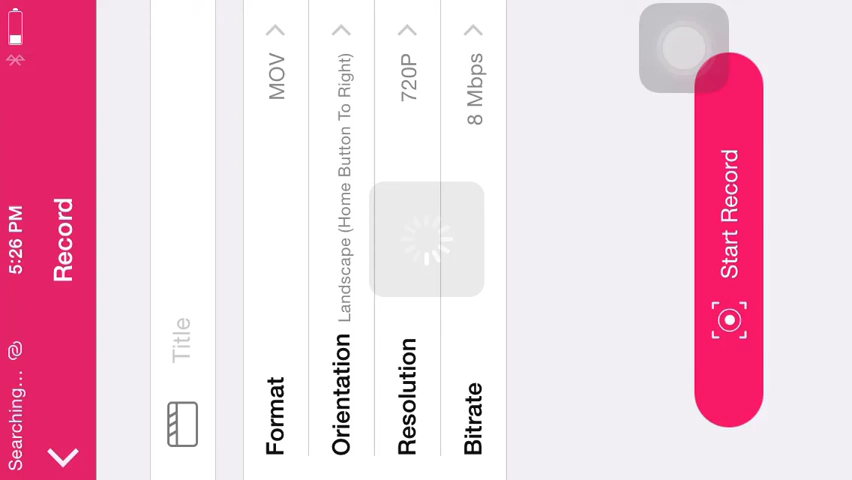 Searching...
5:26 PM
Record
Title
Format
MOV
Orientation
Landscape (Home Button To Right)
Resolution
720P
Bitrate
8 Mbps
Start Record